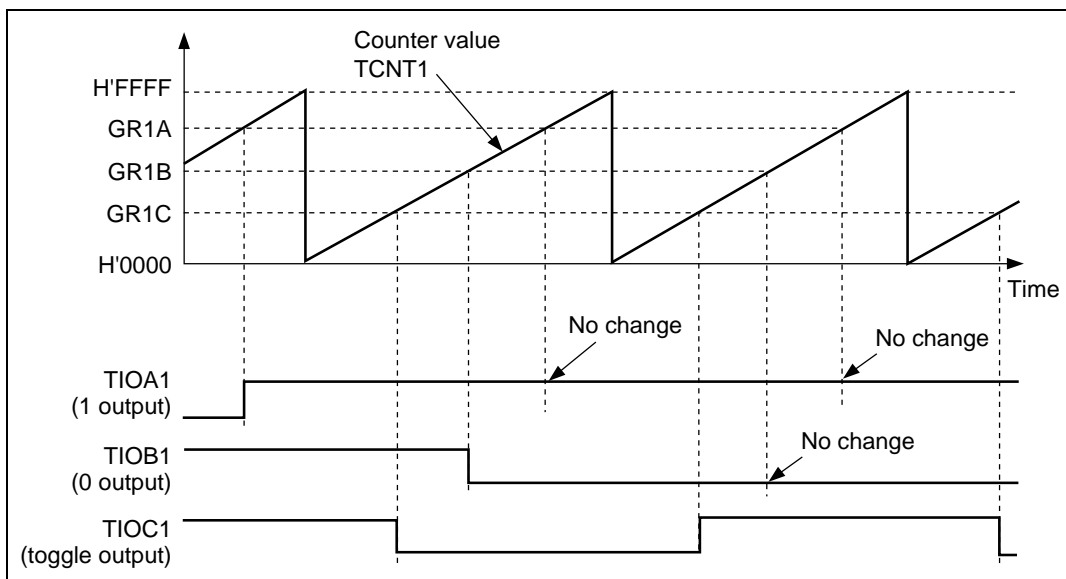 Counter value
TCNT1
H'FFFF
GR1A
GR1B
GR1C
H'0000
Time
No change
No change
TIOA1
(1 output)
No change
TIOB1
(0 output)
TIOC1
(toggle output)